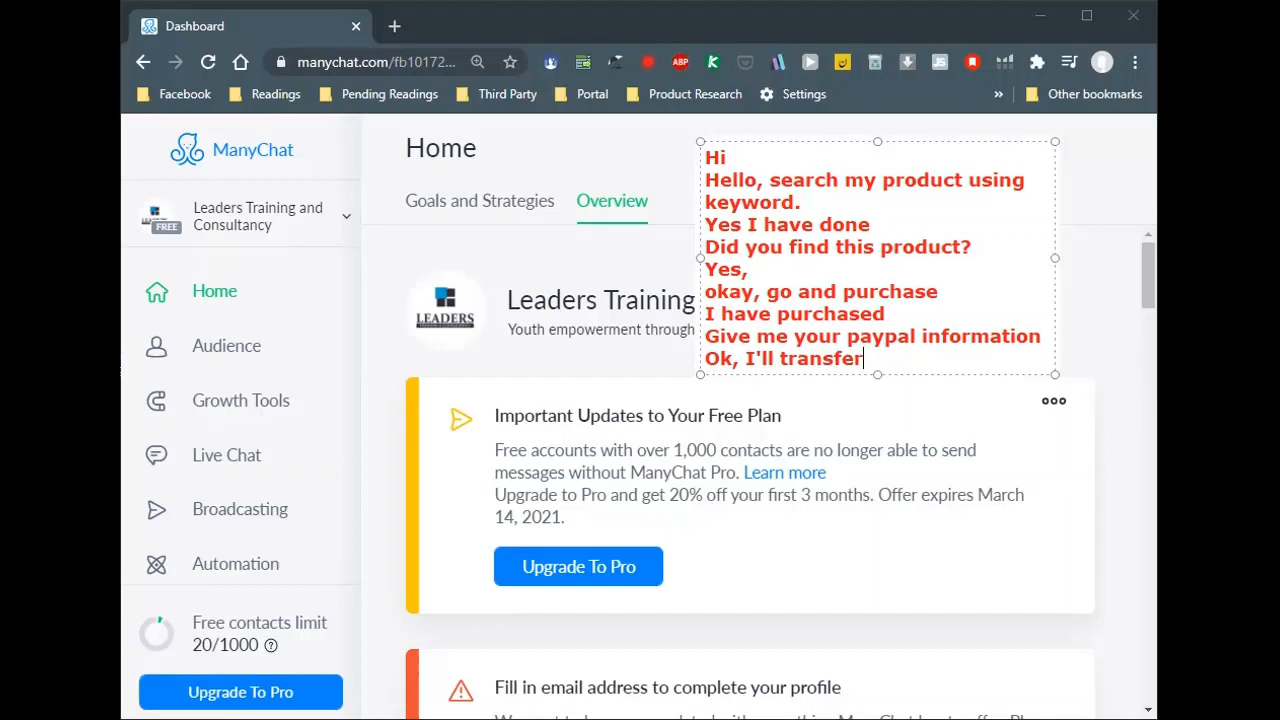 Dashboard
manychat.com/fb10172...
ABP
JS
Facebook
Readings
Pending Readings
Third Party
Portal
Product Research
Settings
»
Other bookmarks
ManyChat
Leaders Training and
Consultancy
FREE
Home
Audience
Growth Tools
Live Chat
Broadcasting
Automation
Free contacts limit
20/1000
Upgrade To Pro
Home
Goals and Strategies
Overview
LEADERS
Leaders Training
Youth empowerment through
Hi
Hello, search my product using
keyword.
Yes I have done
Did you find this product?
Yes,
okay, go and purchase
I have purchased
Give me your paypal information
Ok, I'll transfer
Important Updates to Your Free Plan
Free accounts with over 1,000 contacts are no longer able to send
messages without ManyChat Pro. Learn more
Upgrade to Pro and get 20% off your first 3 months. Offer expires March
14, 2021.
Upgrade To Pro
Fill in email address to complete your profile